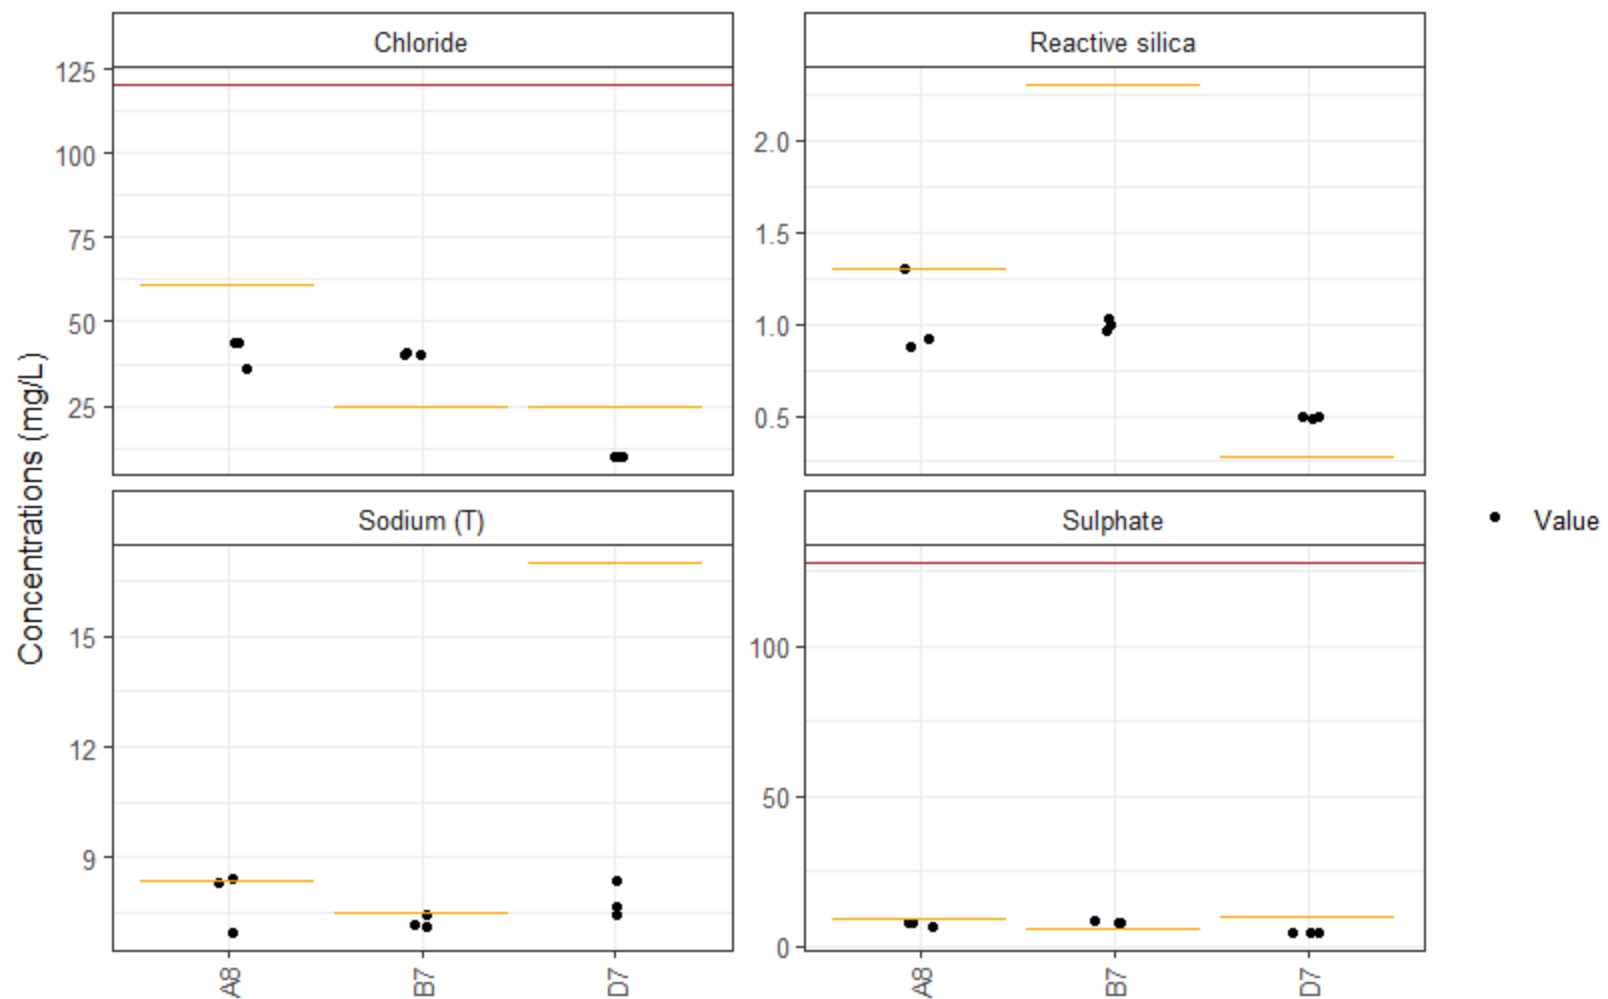 Chloride
Reactive silica
125
100
75
50
25
2.0
1.5
1.0
0.5
Concentrations (mg/L)
Sodium (T)
Sulphate
15
12
9
100
50
0
A8
B7
D7
A8
B7
D7
Value